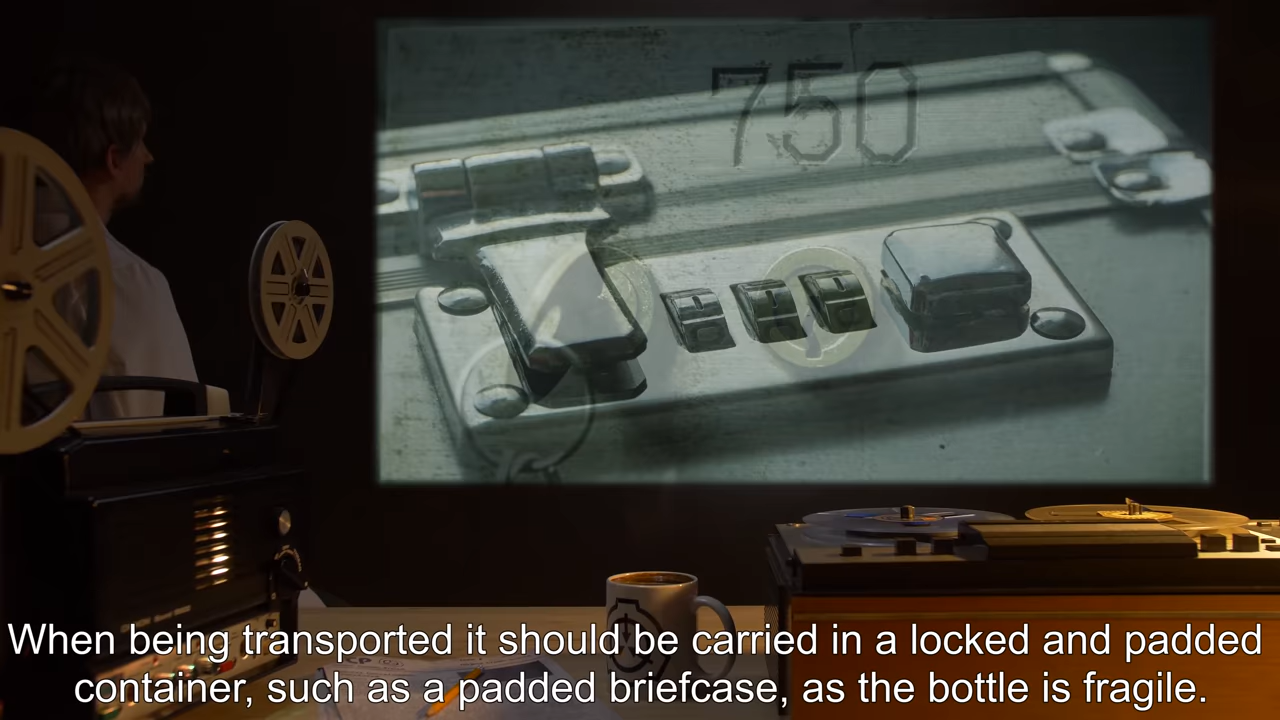 750
When being transported it should be carried in a locked and padded
container, such as a padded briefcase, as the bottle is fragile.
CP